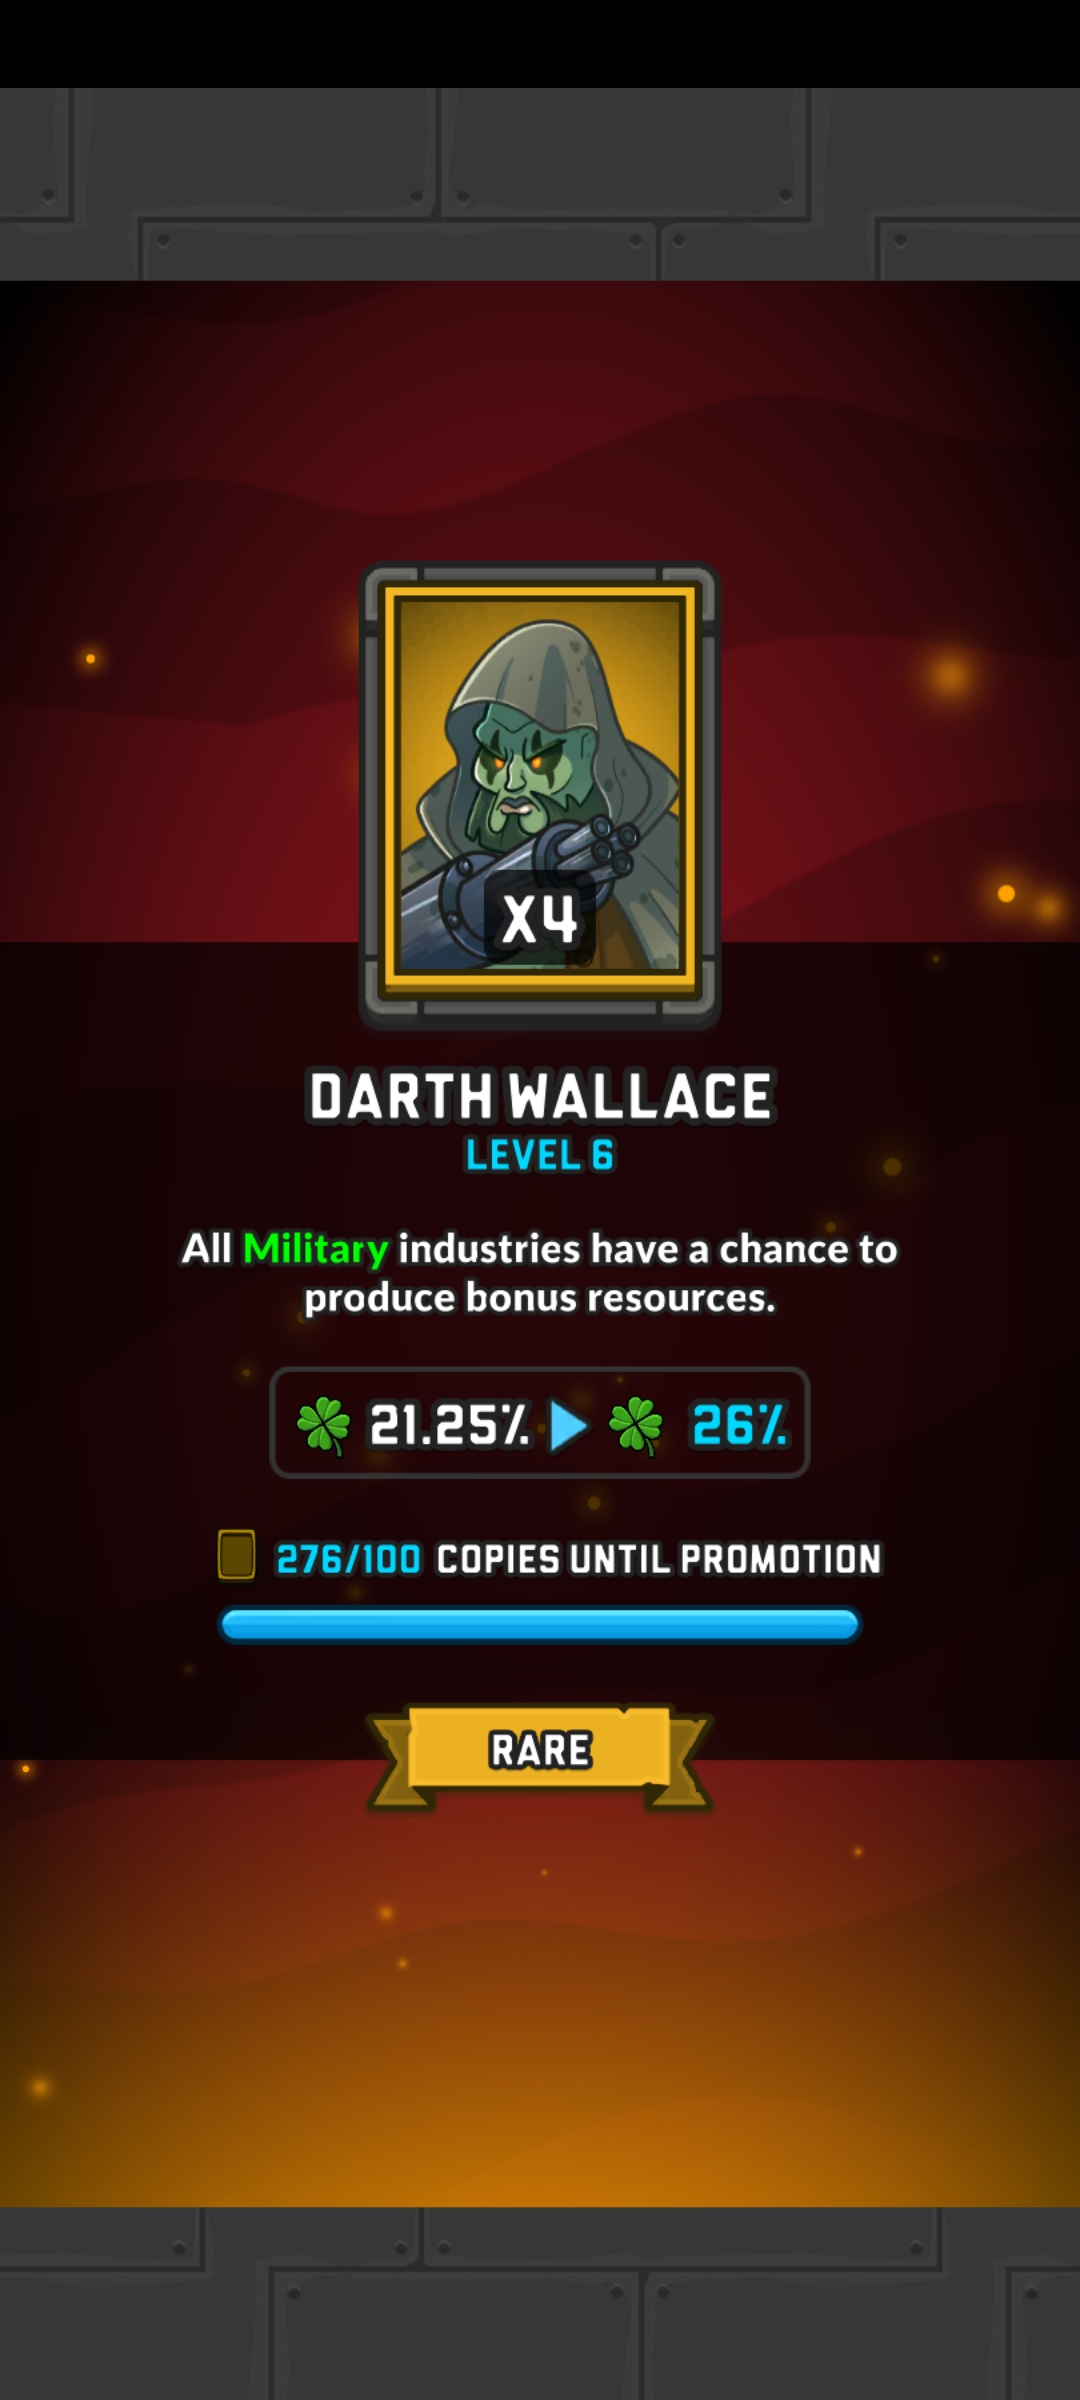 X4
DARTH WALLACE
LEVEL 6
All Military industries have a chance to
produce bonus resources.
21.25% 26%
276/100 COPIES UNTIL PROMOTION
RARE